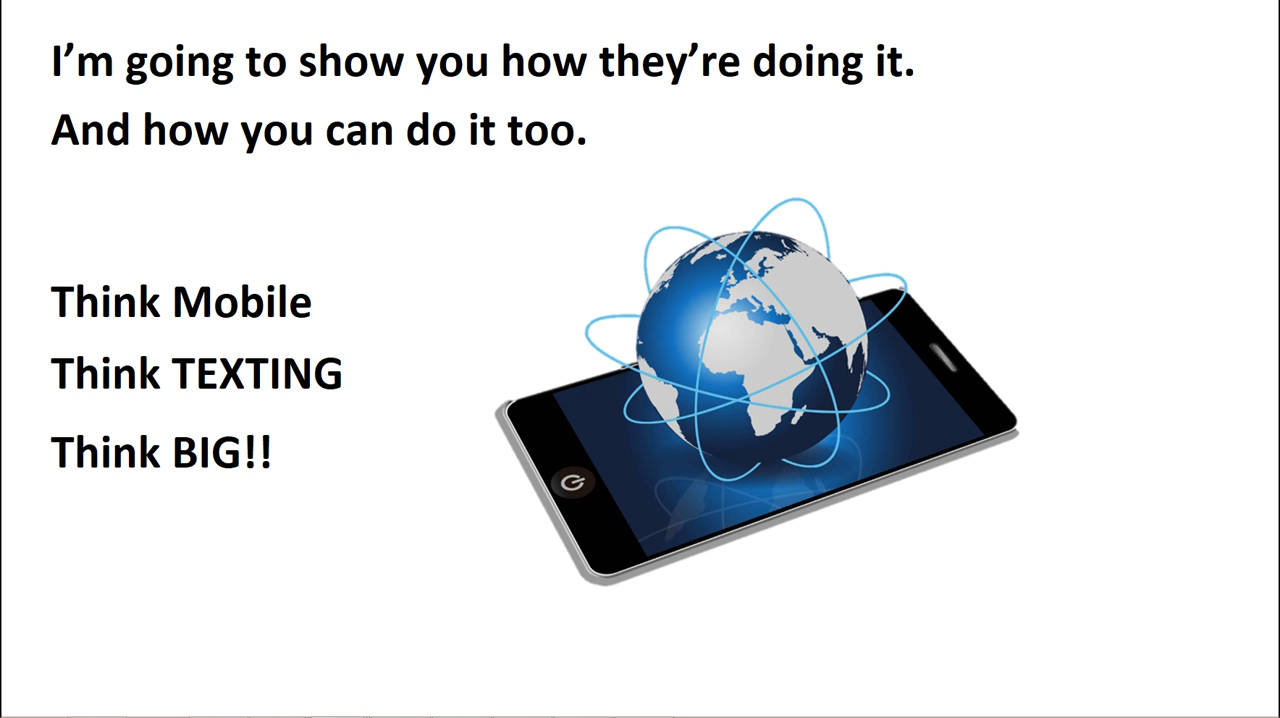 I’m going to show you how they’re doing it.
And how you can do it too.
Think Mobile
Think TEXTING
Think BIG!!